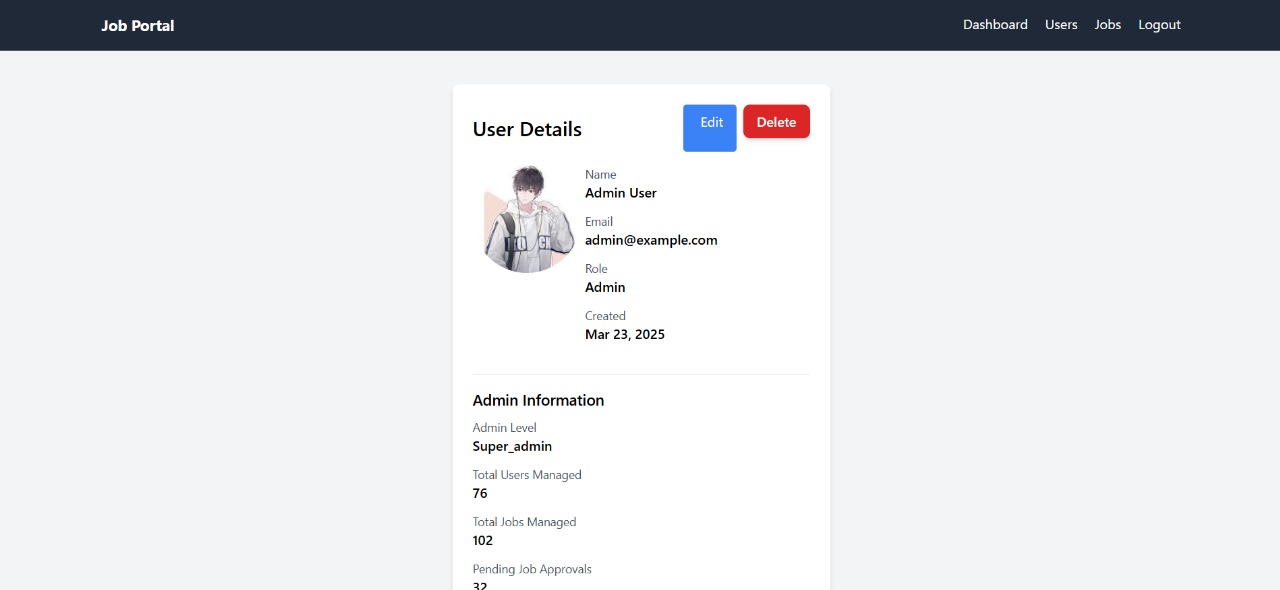 Job Portal
Dashboard Users Jobs Logout
User Details
Edit
Delete
Name
Admin User
Email
admin@example.com
Role
Admin
Created
Mar 23, 2025
Admin Information
Admin Level
Super_admin
Total Users Managed
76
Total Jobs Managed
102
Pending Job Approvals
32